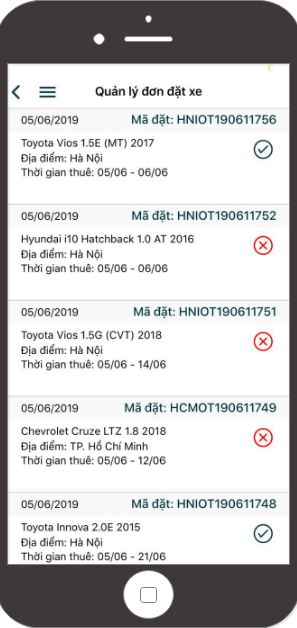 Quản lý đơn đặt xe
05/06/2019 Mã đặt: HNIOT190611756
Toyota Vios 1.5E (MT) 2017
Địa điểm: Hà Nội
Thời gian thuê: 05/06 - 06/06
05/06/2019 Mã đặt: HNIOT190611752
Hyundai i10 Hatchback 1.0 AT 2016
Địa điểm: Hà Nội
Thời gian thuê: 05/06 - 06/06
05/06/2019 Mã đặt: HNIOT190611751
Toyota Vios 1.5G (CVT) 2018
Địa điểm: Hà Nội
Thời gian thuê: 05/06 - 14/06
05/06/2019 Mã đặt: HCMOT190611749
Chevrolet Cruze LTZ 1.8 2018
Địa điểm: TP. Hồ Chí Minh
Thời gian thuê: 05/06 - 12/06
05/06/2019 Mã đặt: HNIOT190611748
Toyota Innova 2.0E 2015
Địa điểm: Hà Nội
Thời gian thuê: 05/06 - 21/06